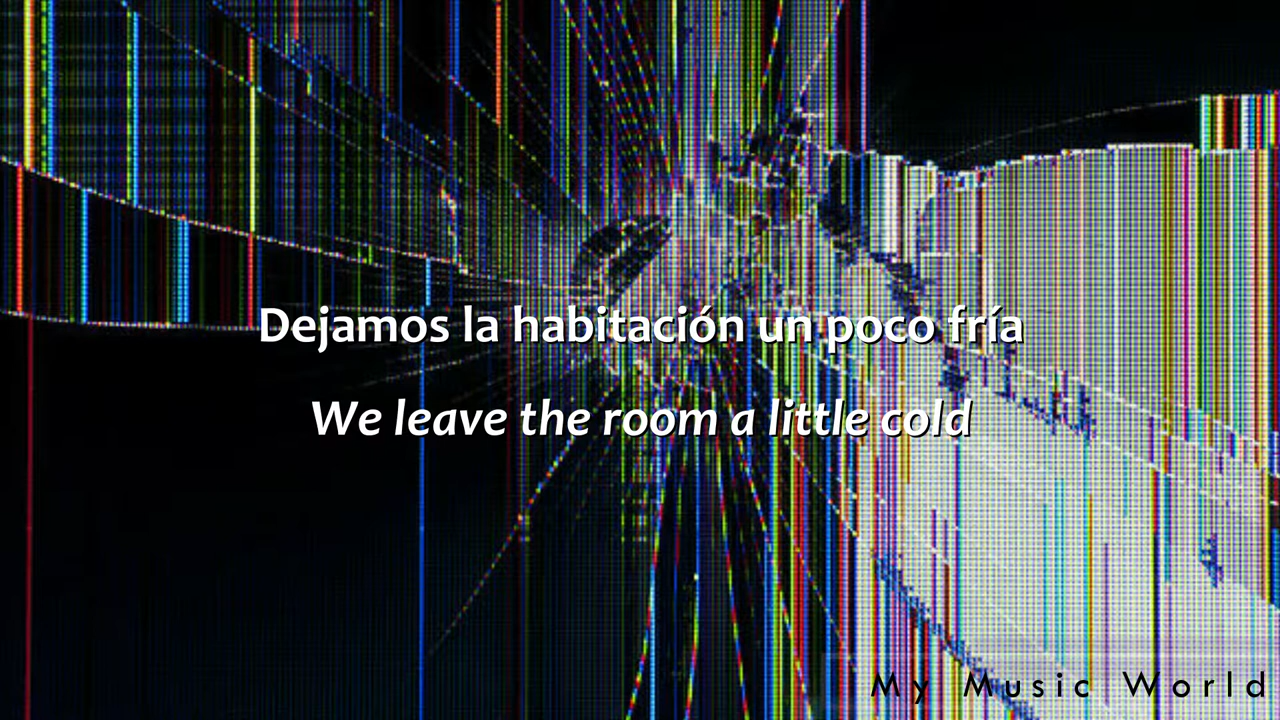 Dejamos la habitación un poco fría
We leave the room a little cold
My Music World